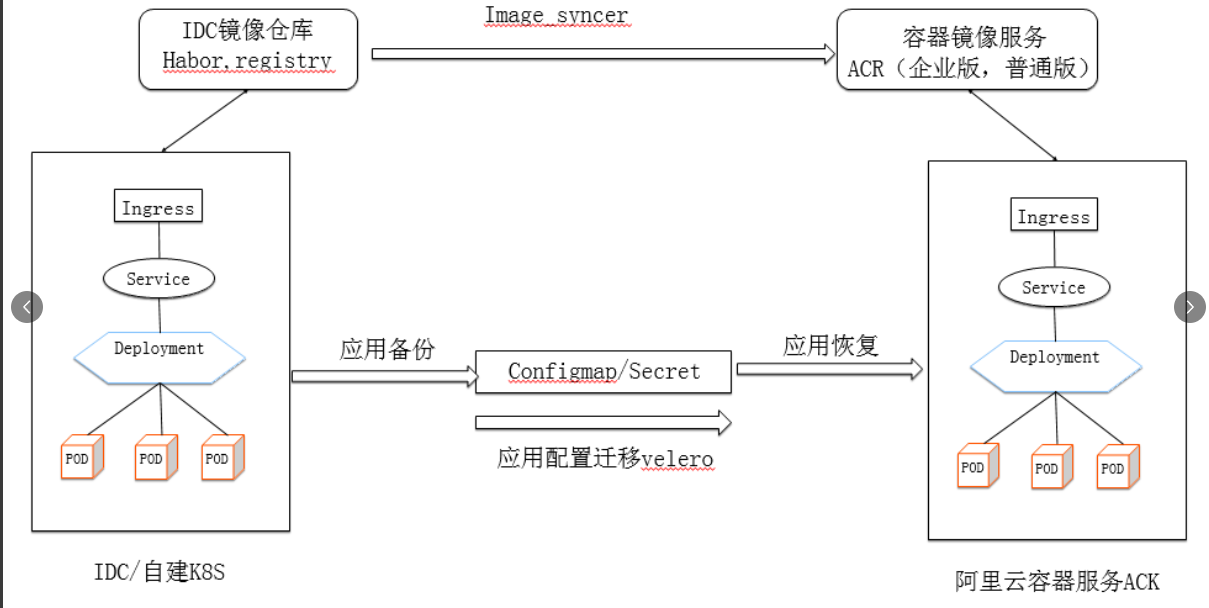 Image_syncer
IDC镜像仓库
Habor,registry
容器镜像服务
ACR（企业版，普通版）
Ingress
Service
Deployment
POD
POD
POD
IDC/自建K8S
应用备份
Configmap/Secret
应用恢复
应用配置迁移velero
Ingress
Service
Deployment
POD
POD
POD
阿里云容器服务ACK